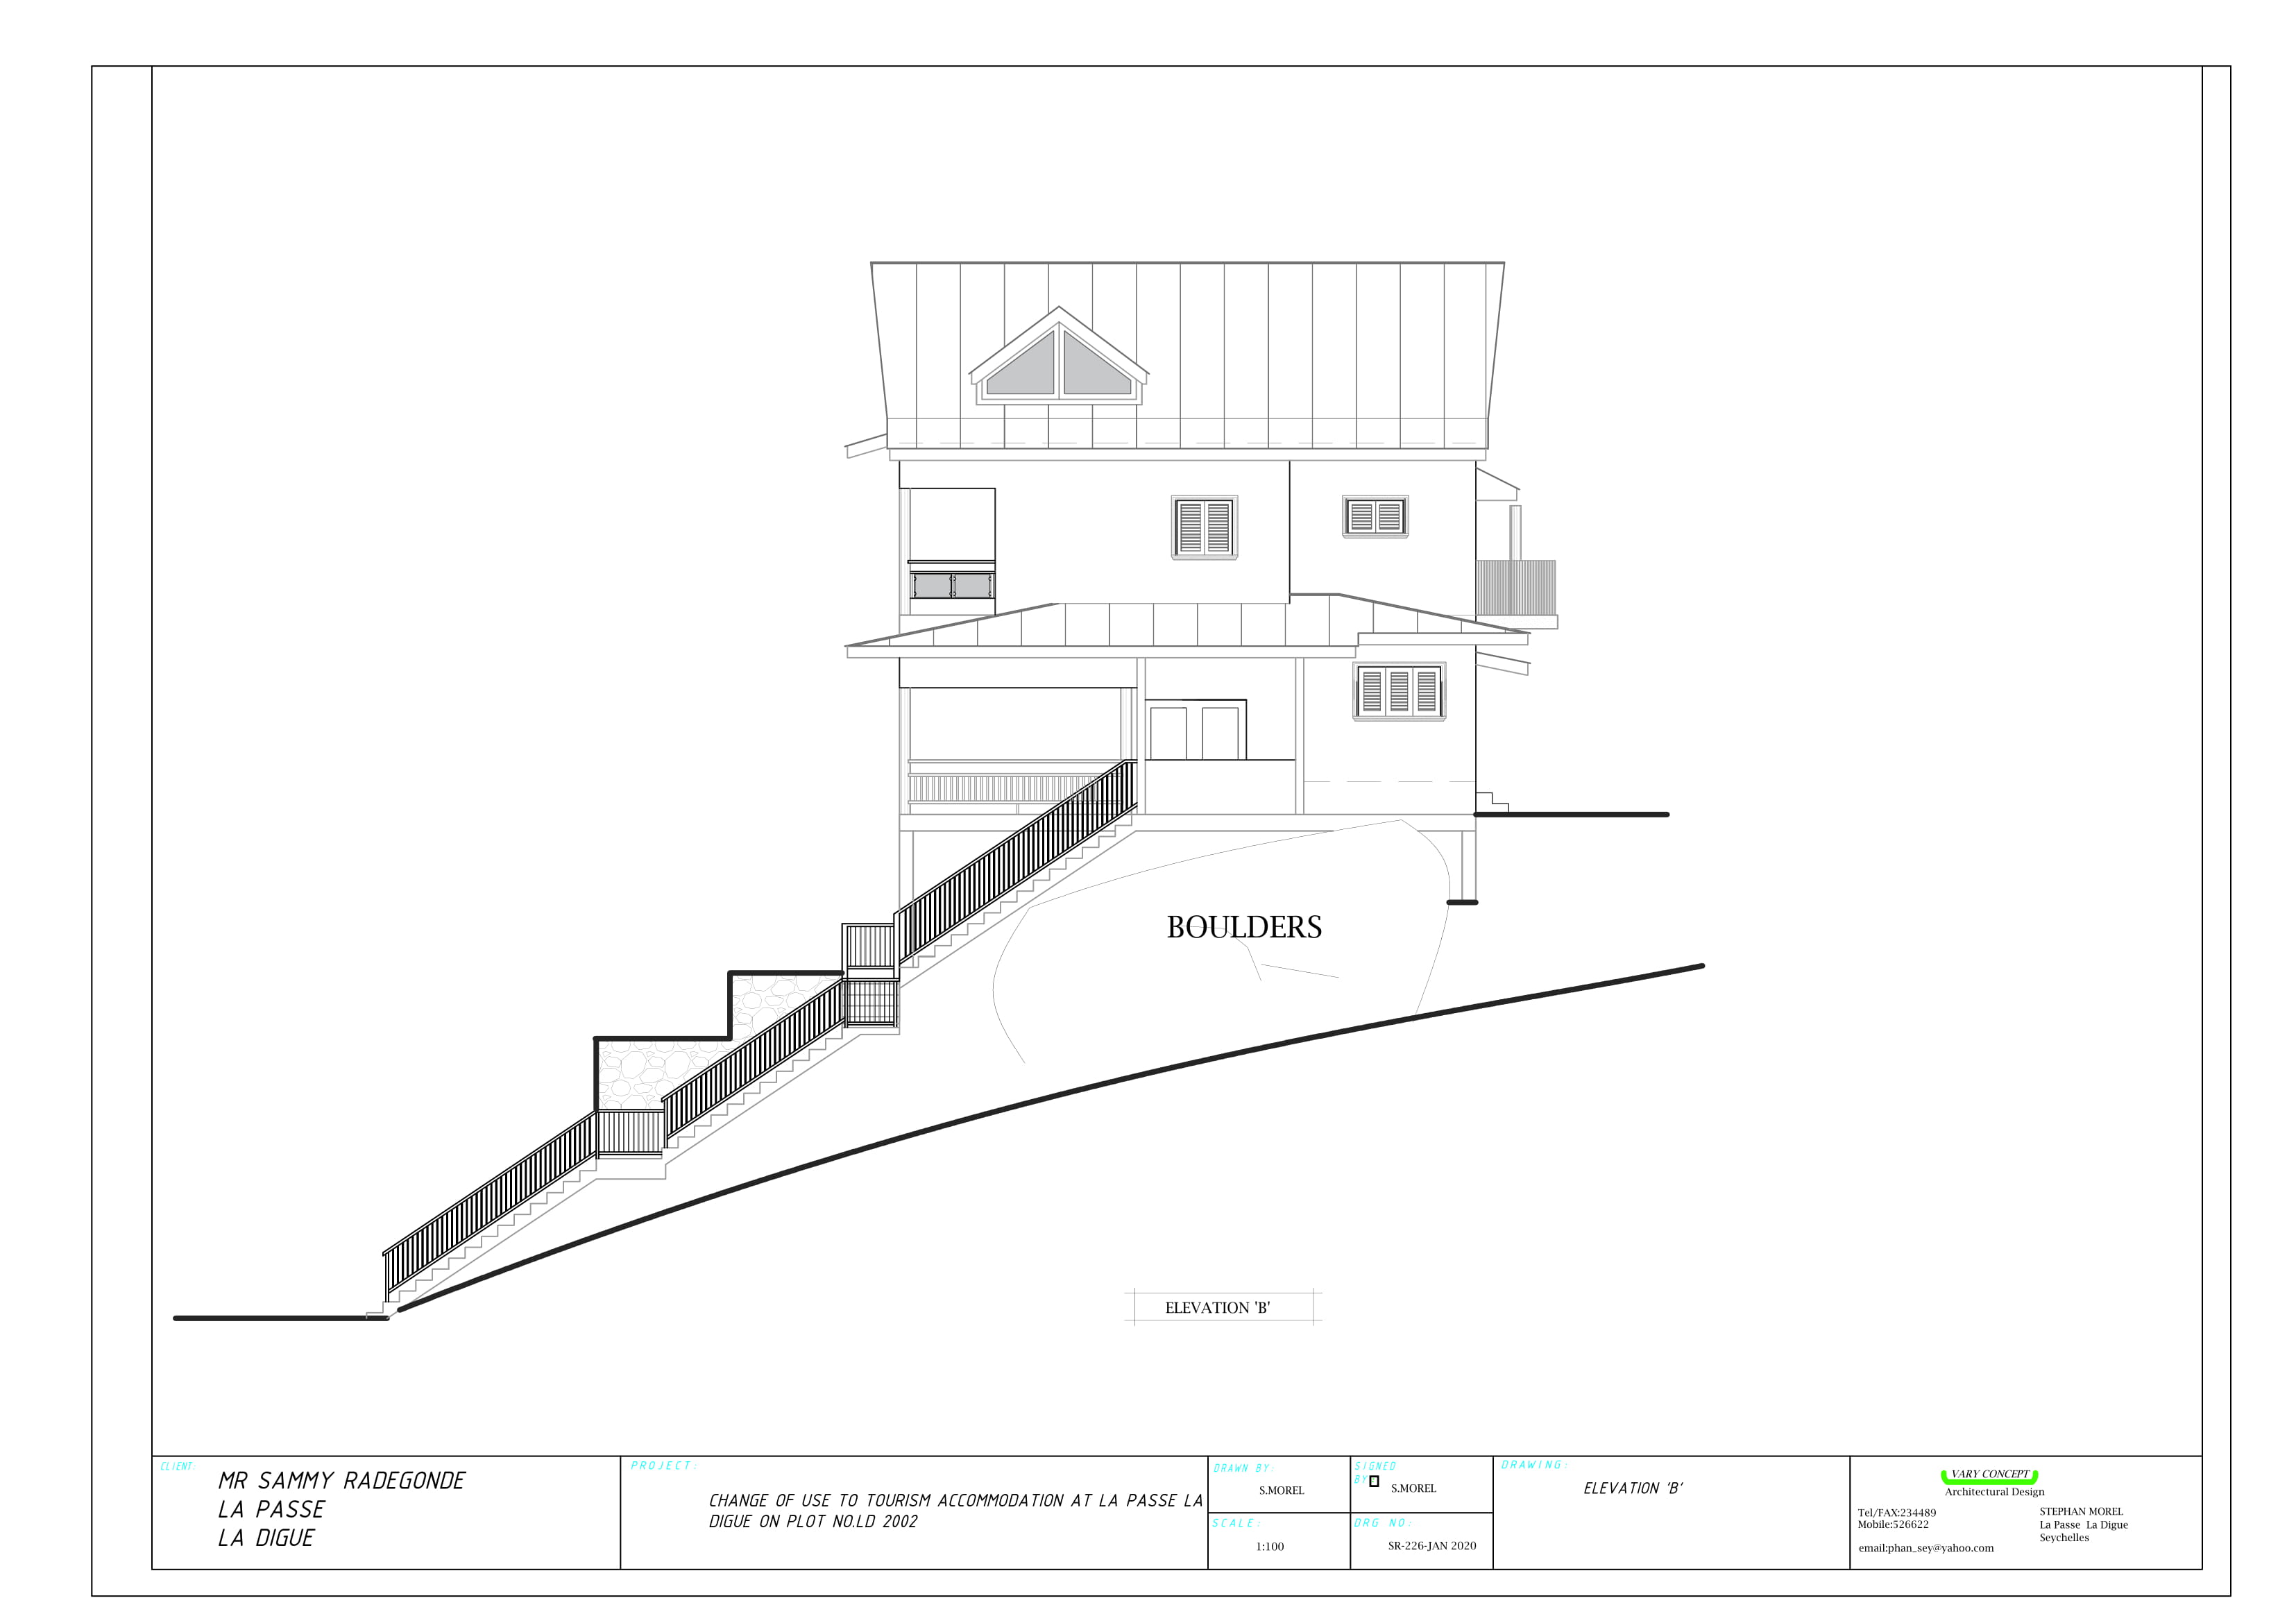 BOULDERS
ELEVATION 'B'
CLIENT:
MR SAMMY RADEGONDE
LA PASSE
LA DIGUE
PROJECT:
CHANGE OF USE TO TOURISM ACCOMMODATION AT LA PASSE LA
DIGUE ON PLOT NO.LD 2002
DRAWN BY:
S.MOREL
SIGNED
BY:
S.MOREL
SCALE:
1:100
DRG NO:
SR-226-JAN 2020
DRAWING:
ELEVATION 'B'
VARY CONCEPT
Architectural Design
Tel/FAX:234489
Mobile:526622
email:phan_sey@yahoo.com
STEPHAN MOREL
La Passe La Digue
Seychelles